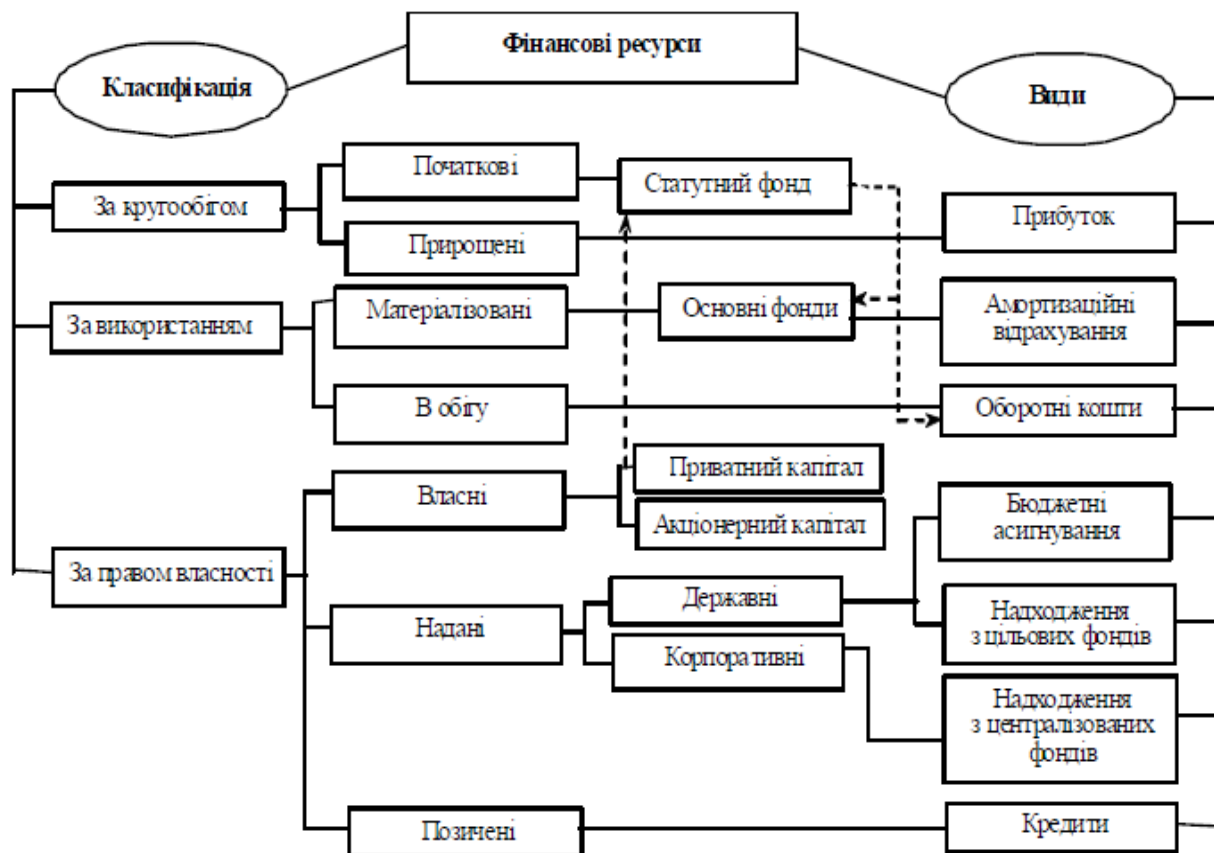 Фінансові ресурси
Класифікація
Види
Початкові
Статутний фонд
За кругообігом
Прибуток
Прирощені
Матеріалізовані
Основні фонди
Амортизаційні
відрахування
За використанням
В обігу
Оборотні кошти
Приватний капітал
Власні
Акціонерний капітал
Бюджетні
асигнування
За правом власності
Державні
Надані
Надходження
з цільових фондів
Корпоративні
Надходження
з централізованих
фондів
Позичені
Кредити